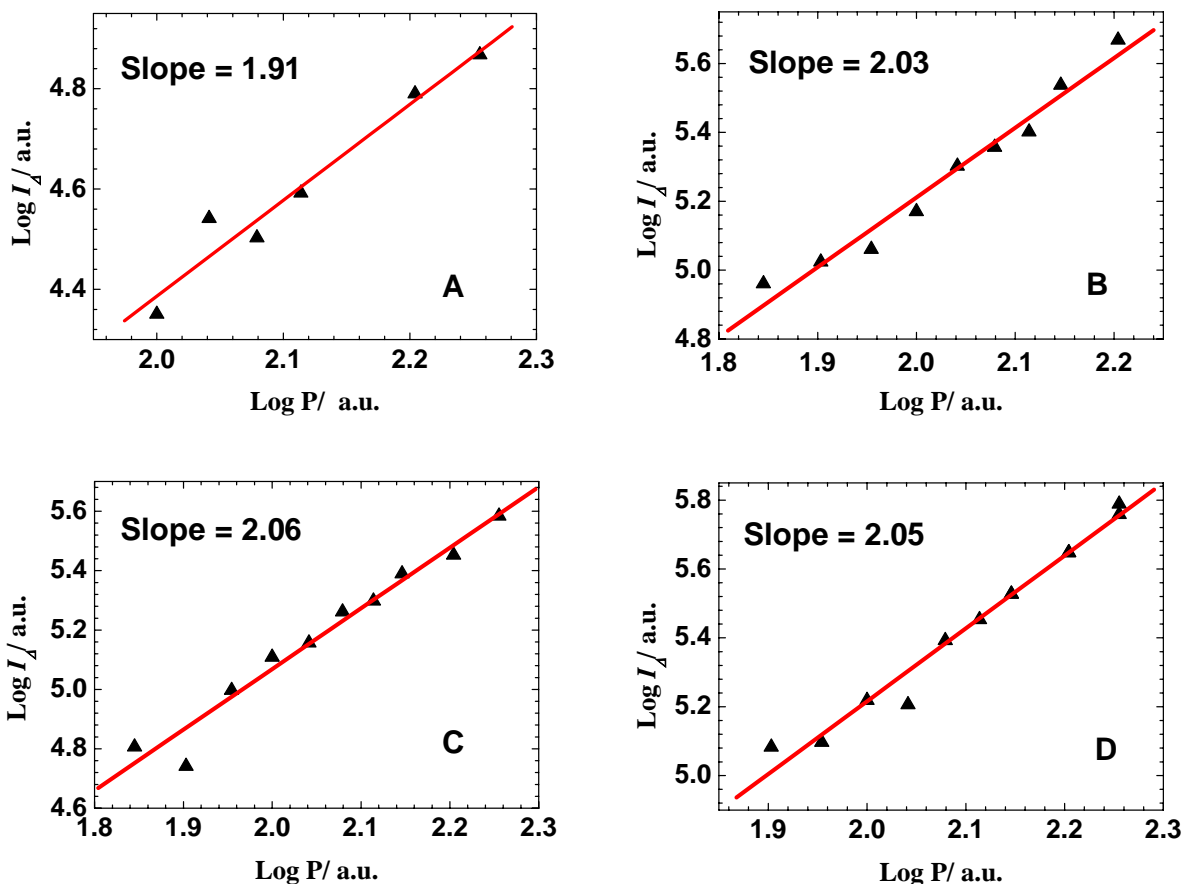 Slope = 1.91
A
Log I_Δ/ a.u.
4.8
4.6
4.4
2.0 2.1 2.2 2.3
Log P/ a.u.
Slope = 2.03
B
Log I_Δ/ a.u.
5.6
5.4
5.2
5.0
4.8
1.8 1.9 2.0 2.1 2.2
Log P/ a.u.
Slope = 2.06
C
Log I_Δ/ a.u.
5.6
5.4
5.2
5.0
4.8
4.6
1.8 1.9 2.0 2.1 2.2 2.3
Log P/ a.u.
Slope = 2.05
D
Log I_Δ/ a.u.
5.8
5.6
5.4
5.2
5.0
1.9 2.0 2.1 2.2 2.3
Log P/ a.u.